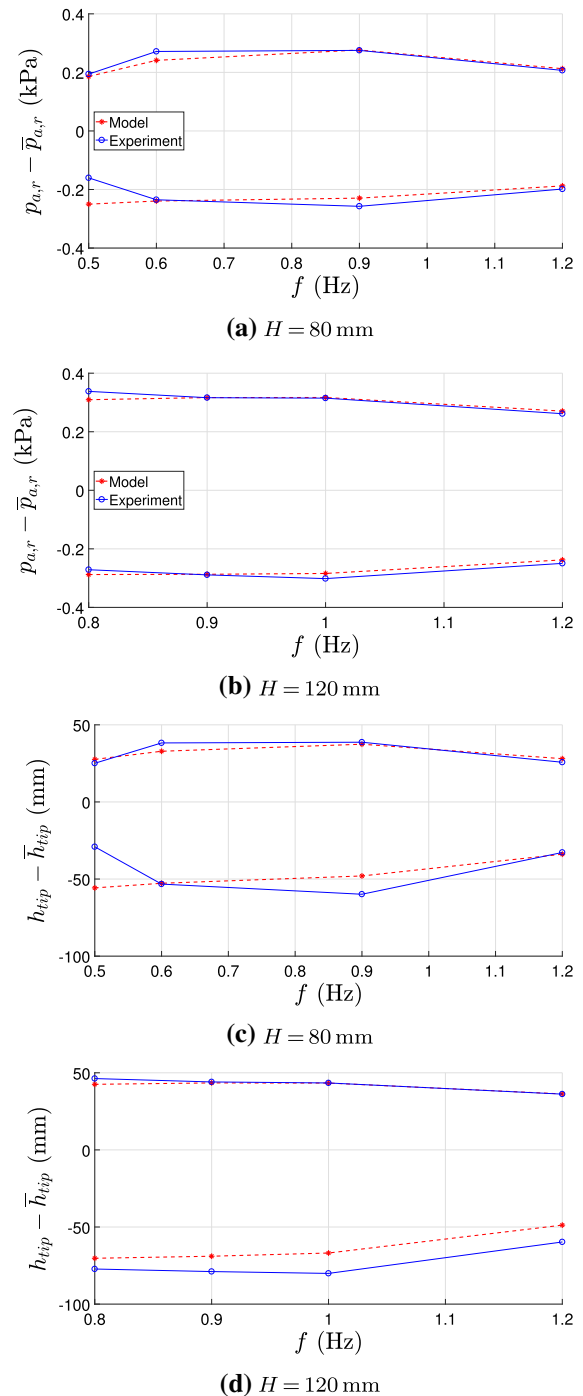 0.4
0.2
0
-0.2
-0.4
p_{a,r} − p̅_{a,r} (kPa)
Model
Experiment
0.5 0.6 0.7 0.8 0.9 1 1.1 1.2
f (Hz)
(a) H = 80 mm
0.4
0.2
0
-0.2
-0.4
p_{a,r} − p̅_{a,r} (kPa)
Model
Experiment
0.8 0.9 1 1.1 1.2
f (Hz)
(b) H = 120 mm
50
0
-50
-100
h_{tip} − h̅_{tip} (mm)
0.5 0.6 0.7 0.8 0.9 1 1.1 1.2
f (Hz)
(c) H = 80 mm
50
0
-50
-100
h_{tip} − h̅_{tip} (mm)
0.8 0.9 1 1.1 1.2
f (Hz)
(d) H = 120 mm